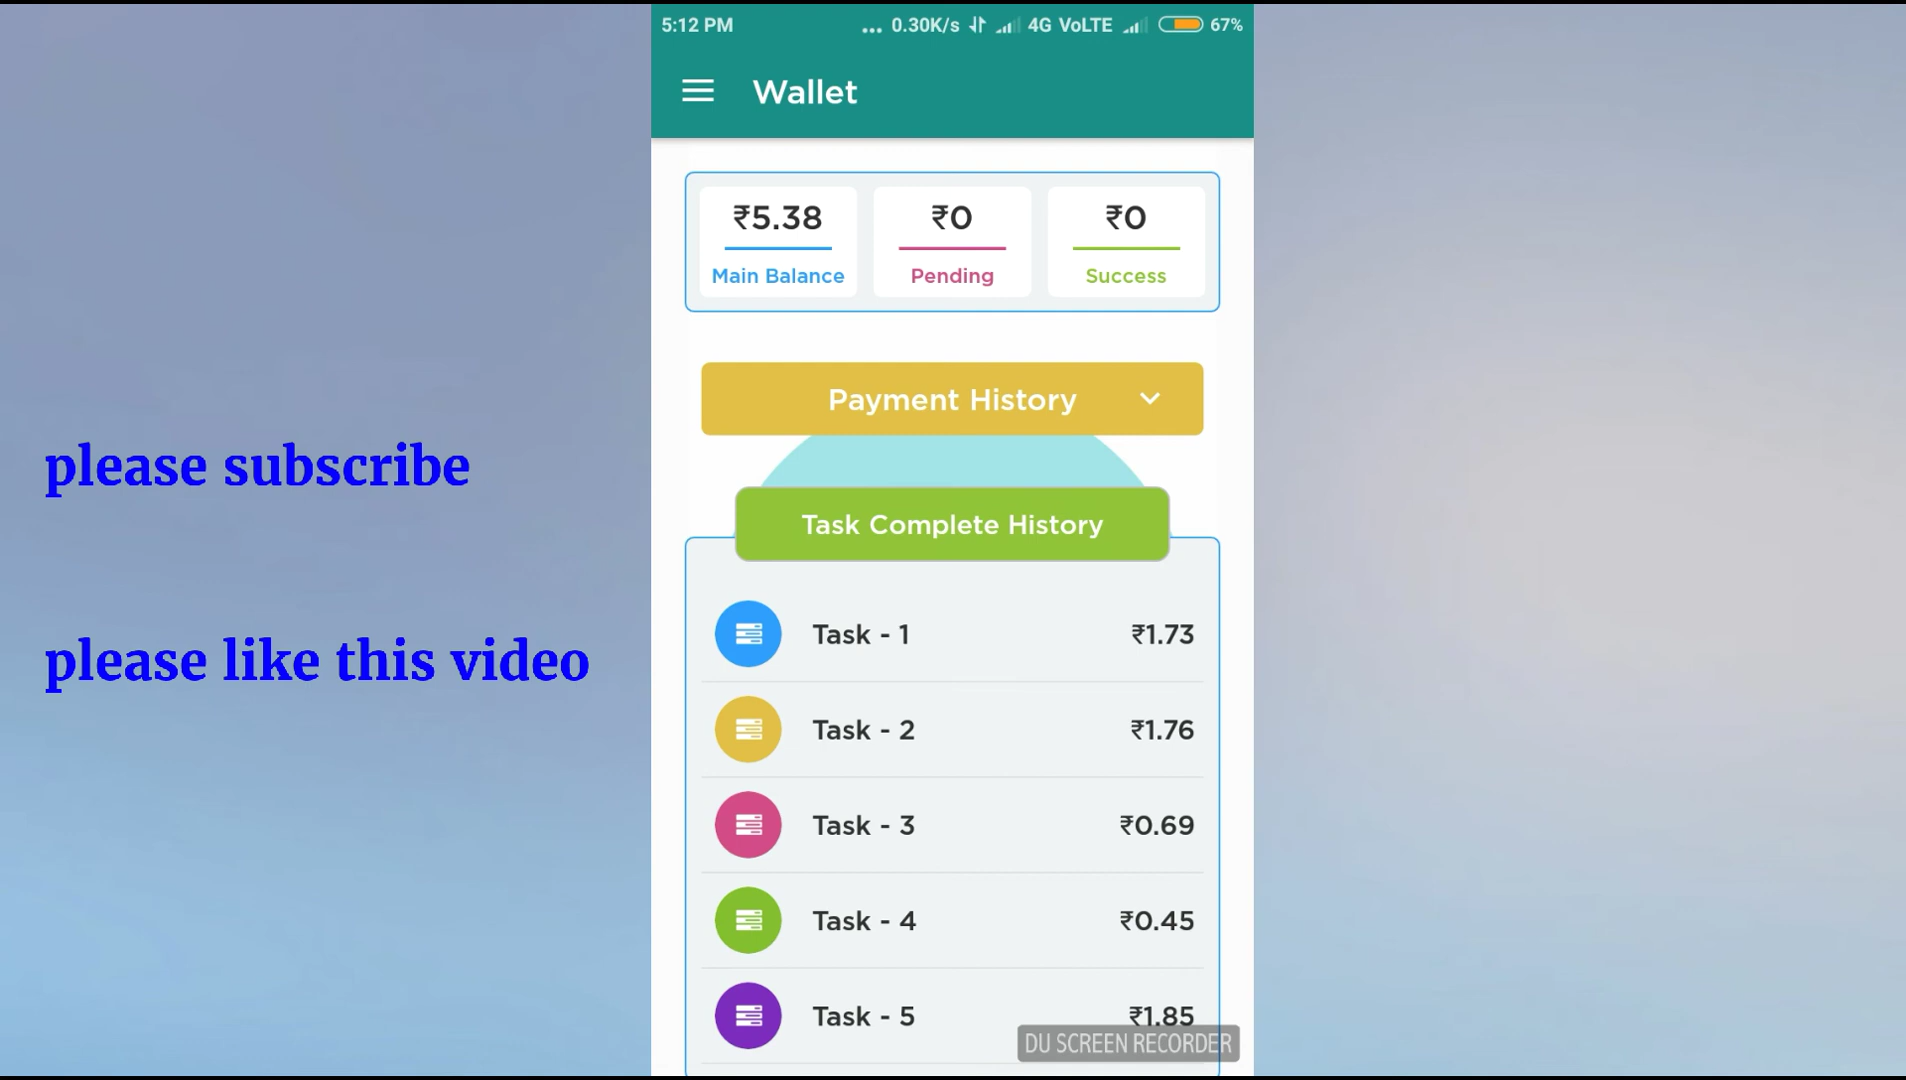 5:12 PM ... 0.30K/s 4G VoLTE 67%
Wallet
₹5.38 ₹0 ₹0
Main Balance Pending Success
Payment History
please subscribe
Task Complete History
Task - 1 ₹1.73
please like this video
Task - 2 ₹1.76
Task - 3 ₹0.69
Task - 4 ₹0.45
Task - 5 ₹1.85
DU SCREEN RECORDER